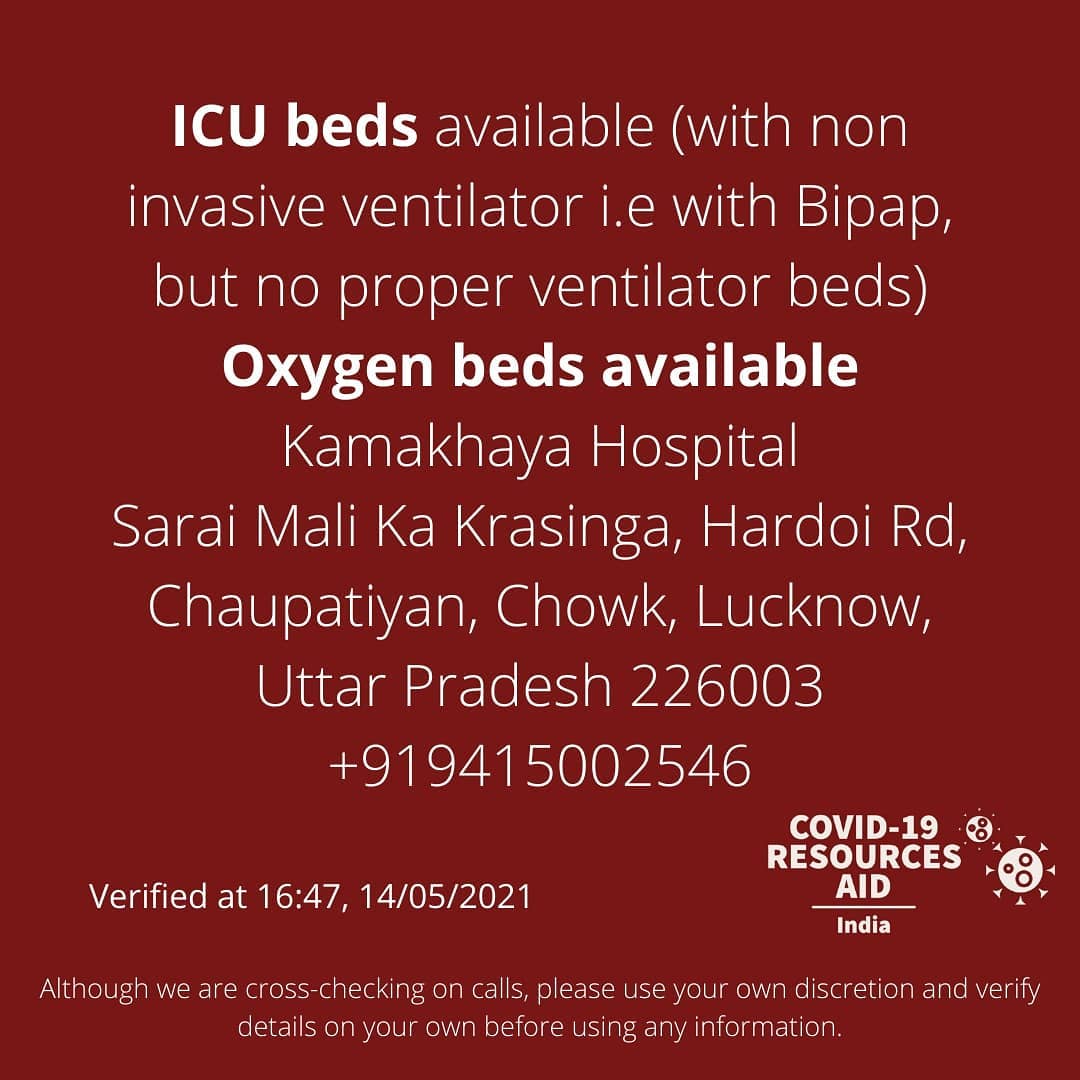 ICU beds available (with non
invasive ventilator i.e with Bipap,
but no proper ventilator beds)
Oxygen beds available
Kamakhaya Hospital
Sarai Mali Ka Krasinga, Hardoi Rd,
Chaupatiyan, Chowk, Lucknow,
Uttar Pradesh 226003
+919415002546
COVID-19
RESOURCES
AID
India
Verified at 16:47, 14/05/2021
Although we are cross-checking on calls, please use your own discretion and verify
details on your own before using any information.